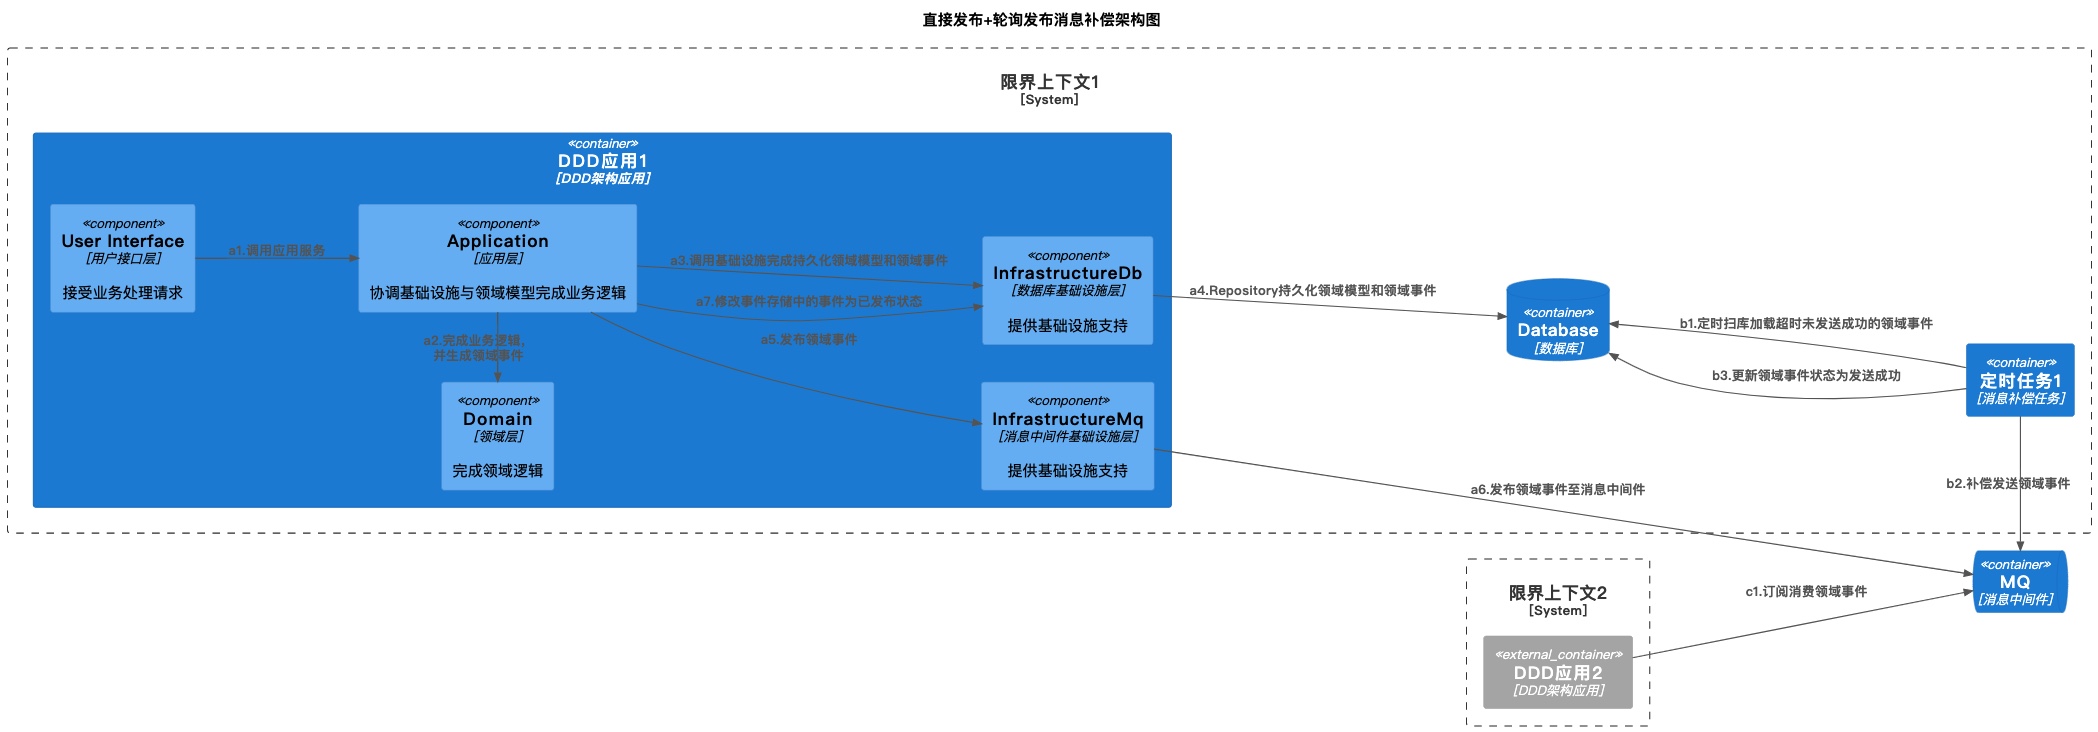 直接发布+轮询发布消息补偿架构图
限界上下文1
[System]
«container»
DDD应用1
[DDD架构应用]
«component»
User Interface
[用户接口层]
接受业务处理请求
a1.调用应用服务
«component»
Application
[应用层]
协调基础设施与领域模型完成业务逻辑
a2.完成业务逻辑，
并生成领域事件
«component»
Domain
[领域层]
完成领域逻辑
a3.调用基础设施完成持久化领域模型和领域事件
a7.修改事件存储中的事件为已发布状态
a5.发布领域事件
«component»
InfrastructureDb
[数据库基础设施层]
提供基础设施支持
«component»
InfrastructureMq
[消息中间件基础设施层]
提供基础设施支持
a4.Repository持久化领域模型和领域事件
«container»
Database
[数据库]
b1.定时扫库加载超时未发送成功的领域事件
b3.更新领域事件状态为发送成功
«container»
定时任务1
[消息补偿任务]
a6.发布领域事件至消息中间件
b2.补偿发送领域事件
«container»
MQ
[消息中间件]
c1.订阅消费领域事件
限界上下文2
[System]
«external_container»
DDD应用2
[DDD架构应用]